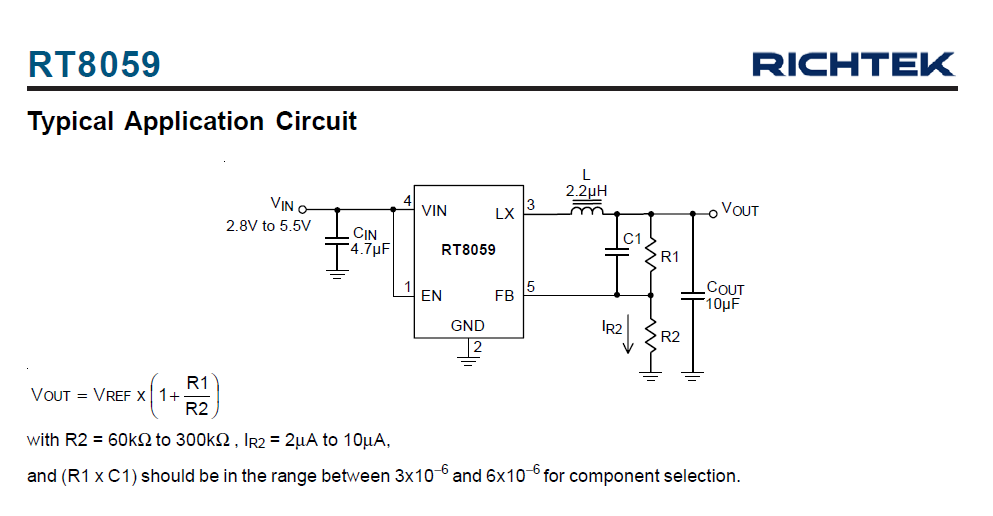 RT8059
RICHTEK
Typical Application Circuit
L
2.2µH
VIN
2.8V to 5.5V
CIN
4.7µF
4
VIN
LX
3
RT8059
1
EN
FB
5
GND
2
C1
R1
VOUT
COUT
10µF
IR2
R2
VOUT = VREF x (1+ R1/R2)
with R2 = 60kΩ to 300kΩ , IR2 = 2µA to 10µA,
and (R1 x C1) should be in the range between 3x10⁻⁶ and 6x10⁻⁶ for component selection.